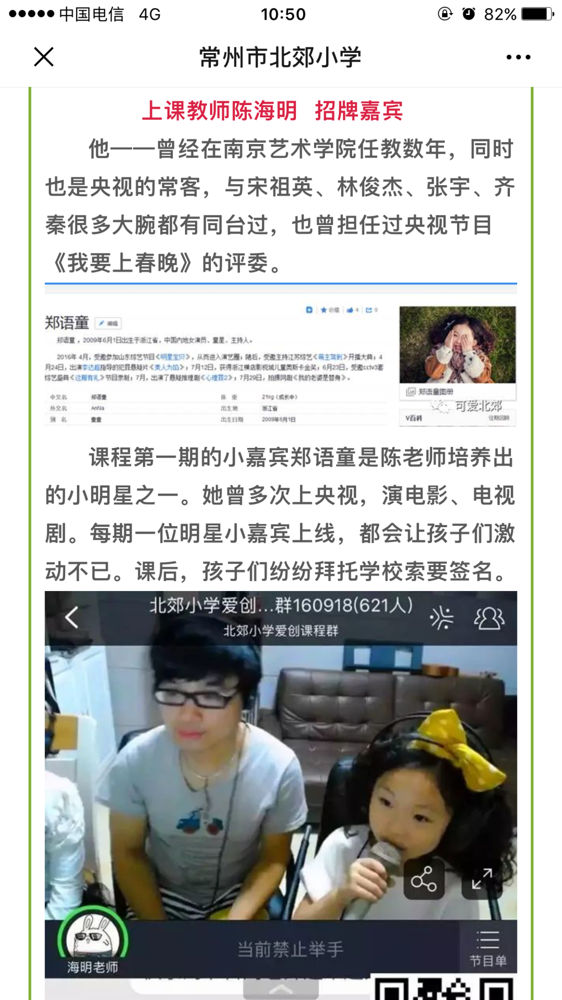 中国电信 4G 10:50 82%
常州市北郊小学
上课教师陈海明 招牌嘉宾
他——曾经在南京艺术学院任教数年，同时
也是央视的常客，与宋祖英、林俊杰、张宇、齐
秦很多大腕都有同台过，也曾担任过央视节目
《我要上春晚》的评委。
收藏 4 0
郑语童 编辑
郑语童，2009年6月1日出生于浙江省，中国内地女演员、童星、主持人。
2016年 4月，受邀参加山东综艺节目《明星宝贝》，从而进入演艺圈；随后，受邀主持江苏综艺《萌主驾到》开播大典；4
月24日，出演李达超指导的犯罪悬疑片《美人为馅》；7月12日，获得浙江横店影视城儿童奥斯卡金奖；6月23日，受邀cctv3套
综艺盛典《这厢有礼》节目录制；7月，出演了悬疑推理剧《心理罪2》；7月29日，拍摄网剧《我的老婆是替身》。
中文名 郑语童 体 重 21kg（成长中）
外文名 AnNa 出生地 浙江省
别 名 童童 出生日期 2009年6月1日
郑语童图册
可爱北郊
V百科 往期回顾
课程第一期的小嘉宾郑语童是陈老师培养出
的小明星之一。她曾多次上央视，演电影、电视
剧。每期一位明星小嘉宾上线，都会让孩子们激
动不已。课后，孩子们纷纷拜托学校索要签名。
北郊小学爱创...群160918(621人)
北郊小学爱创课程群
当前禁止举手
海明老师
节目单